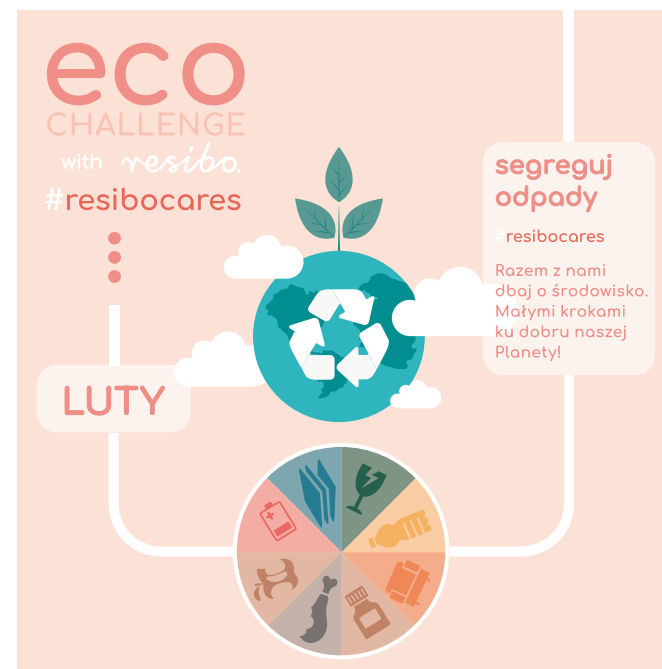 eco
CHALLENGE
with resibo.
#resibocares
LUTY
segreguj
odpady
#resibocares
Razem z nami
dbaj o środowisko.
Małymi krokami
ku dobru naszej
Planety!